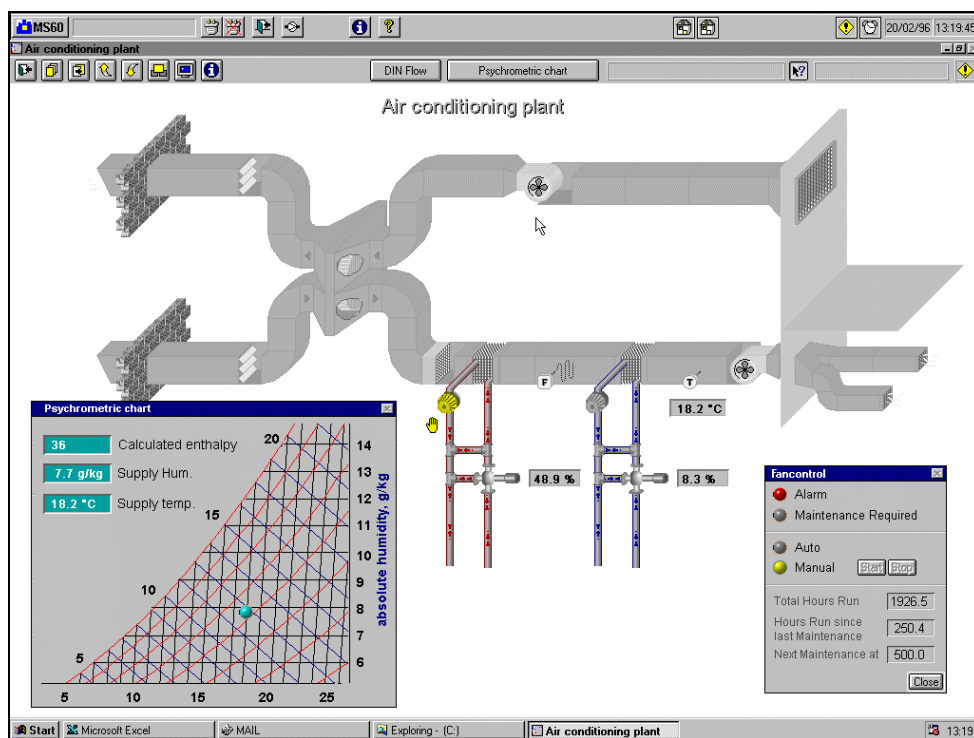 MS60
20/02/96 13:19:45
Air conditioning plant
DIN Flow
Psychrometric chart
Air conditioning plant
F
T
18.2 °C
48.9 %
8.3 %
Psychrometric chart
36 Calculated enthalpy
7.7 g/kg Supply Hum.
18.2 °C Supply temp.
20
15
10
5
14
13
12
11
10
9
8
7
6
absolute humidity, g/kg
5 10 15 20 25
Fancontrol
Alarm
Maintenance Required
Auto
Manual Start Stop
Total Hours Run 1926.5
Hours Run since
last Maintenance 250.4
Next Maintenance at 500.0
Close
Start Microsoft Excel MAIL Exploring - (C:) Air conditioning plant 13:19